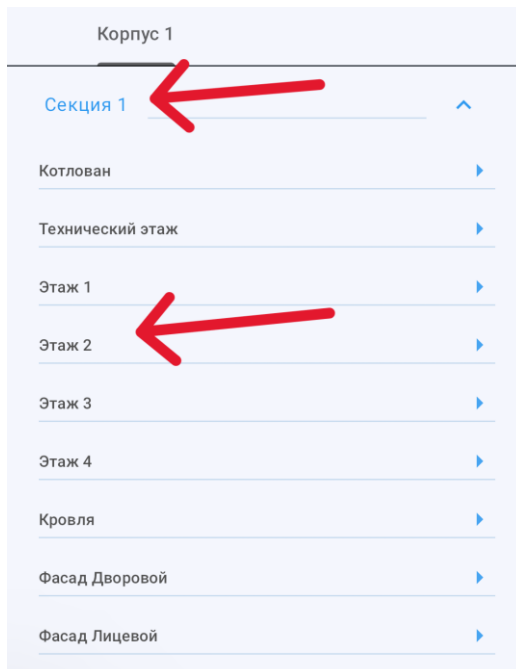 Корпус 1
Секция 1
Котлован
Технический этаж
Этаж 1
Этаж 2
Этаж 3
Этаж 4
Кровля
Фасад Дворовой
Фасад Лицевой